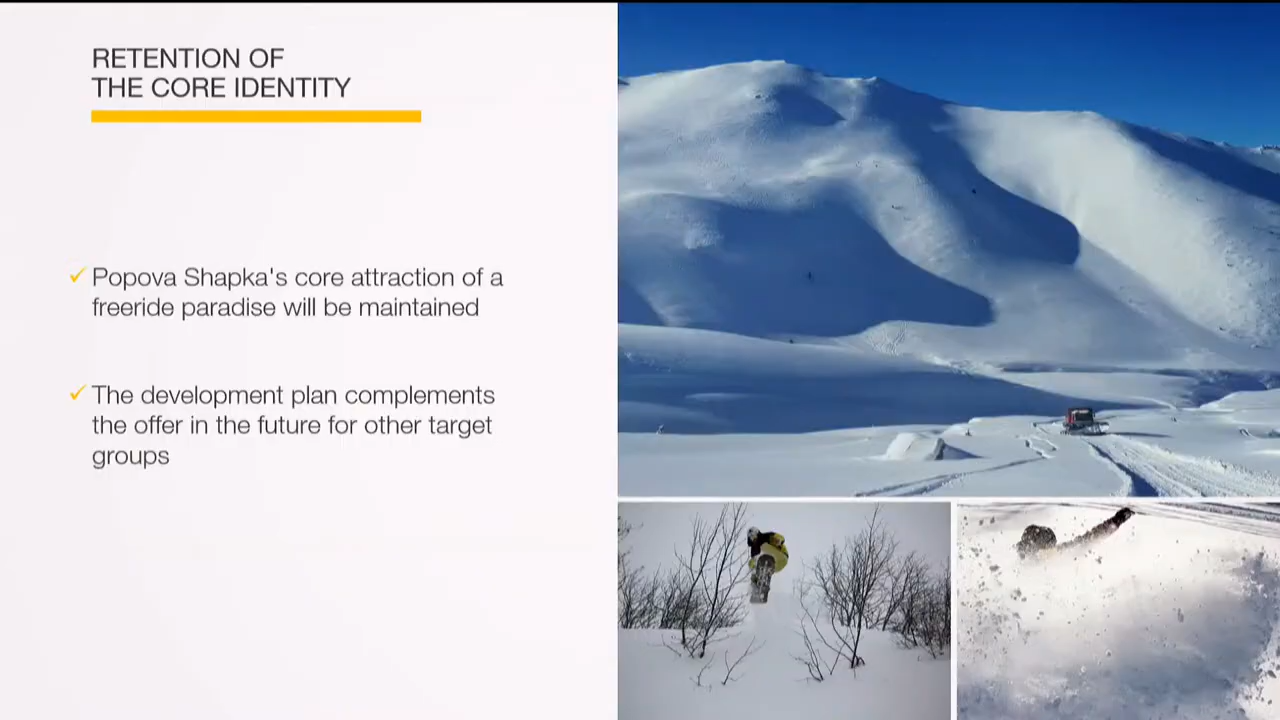 RETENTION OF
THE CORE IDENTITY
Popova Shapka's core attraction of a
freeride paradise will be maintained
The development plan complements
the offer in the future for other target
groups